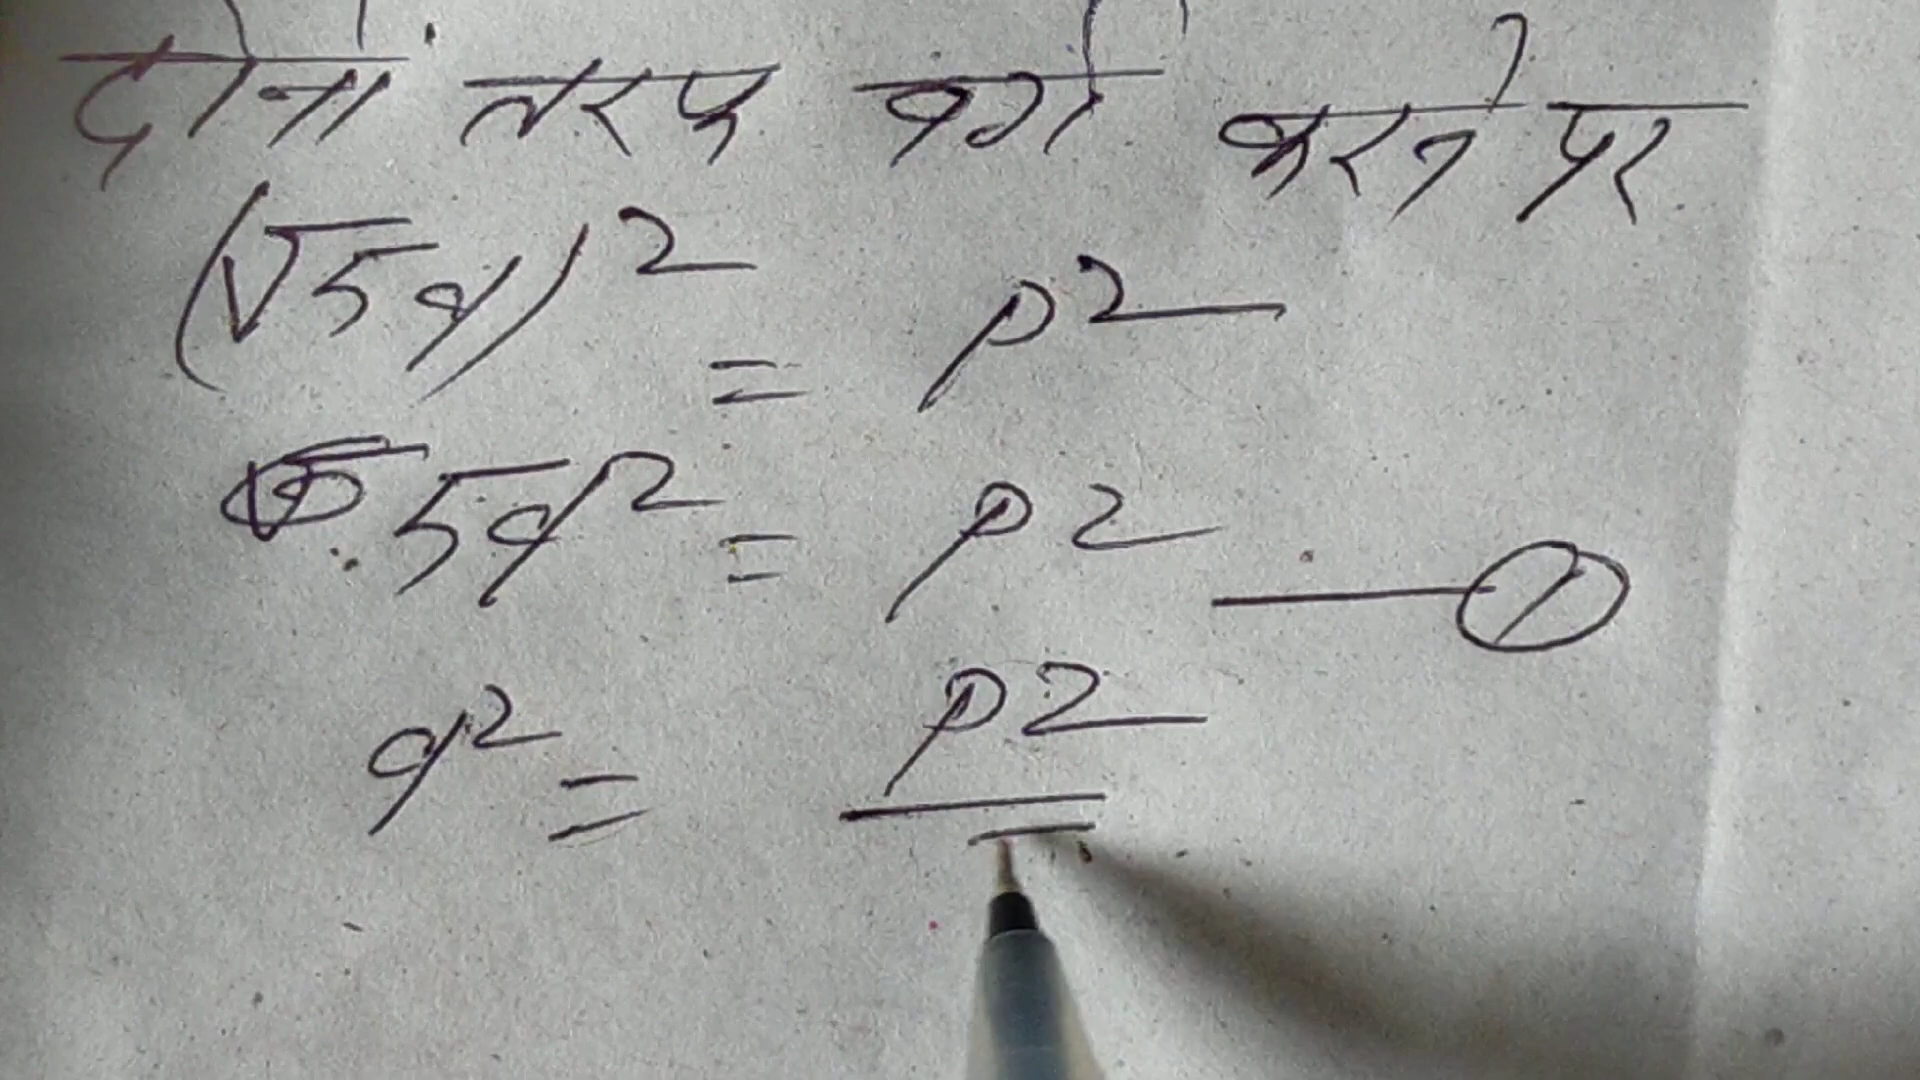 दोनों तरफ वर्ग करने पर
(√5q)² = p²
5q² = p² — ①
q² = p²/